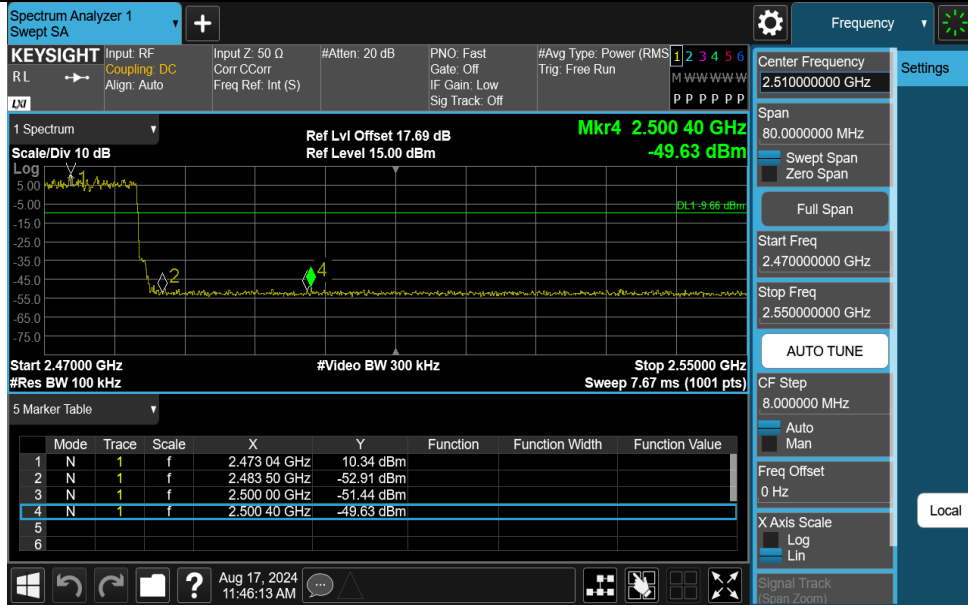 Spectrum Analyzer 1
Swept SA
+
Frequency
KEYSIGHT
RL
LXI
Input: RF
Coupling: DC
Align: Auto
Input Z: 50 Ω
Corr CCorr
Freq Ref: Int (S)
#Atten: 20 dB
PNO: Fast
Gate: Off
IF Gain: Low
Sig Track: Off
#Avg Type: Power (RMS
Trig: Free Run
1 2 3 4 5 6
M W W W W W
P P P P P P
1 Spectrum
Scale/Div 10 dB
Ref Lvl Offset 17.69 dB
Ref Level 15.00 dBm
Mkr4 2.500 40 GHz
-49.63 dBm
Log
5.00
-5.00
-15.0
-25.0
-35.0
-45.0
-55.0
-65.0
-75.0
1
2
4
DL1 -9.66 dBm
Start 2.47000 GHz
#Video BW 300 kHz
Stop 2.55000 GHz
#Res BW 100 kHz
Sweep 7.67 ms (1001 pts)
5 Marker Table
Mode Trace Scale X Y Function Function Width Function Value
1 N 1 f 2.473 04 GHz 10.34 dBm
2 N 1 f 2.483 50 GHz -52.91 dBm
3 N 1 f 2.500 00 GHz -51.44 dBm
4 N 1 f 2.500 40 GHz -49.63 dBm
5
6
Aug 17, 2024
11:46:13 AM
?
Center Frequency
2.510000000 GHz
Span
80.0000000 MHz
Swept Span
Zero Span
Full Span
Start Freq
2.470000000 GHz
Stop Freq
2.550000000 GHz
AUTO TUNE
CF Step
8.000000 MHz
Auto
Man
Freq Offset
0 Hz
X Axis Scale
Log
Lin
Signal Track
(Span Zoom)
Settings
Local